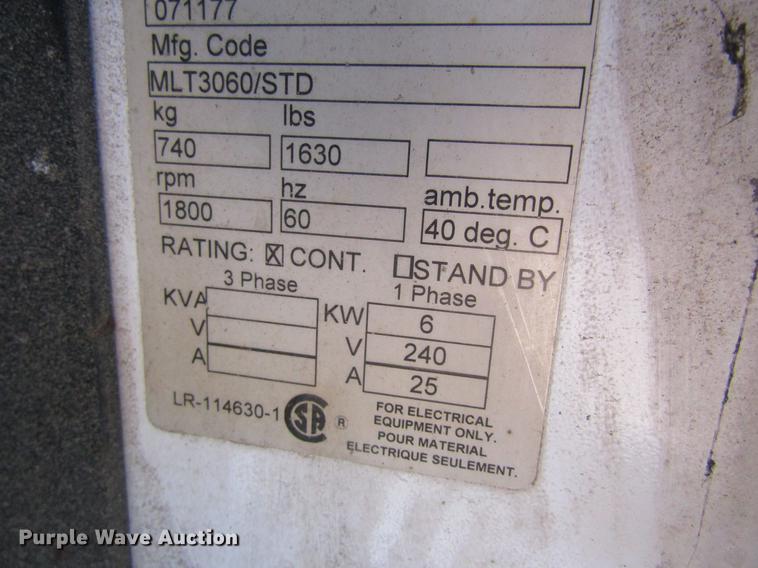 071177
Mfg. Code
MLT3060/STD
kg lbs
740 1630
rpm hz amb.temp.
1800 60 40 deg. C
RATING: X CONT. STAND BY
3 Phase 1 Phase
KVA KW 6
V V 240
A A 25
LR-114630-1 SA ®
FOR ELECTRICAL
EQUIPMENT ONLY.
POUR MATERIAL
ELECTRIQUE SEULEMENT.
Purple Wave Auction